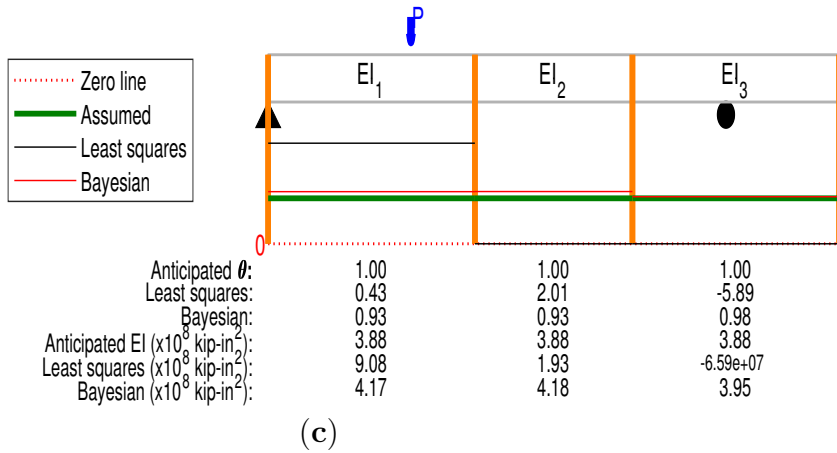 P
EI1 EI2 EI3
Zero line
Assumed
Least squares
Bayesian
0
Anticipated θ: 1.00 1.00 1.00
Least squares: 0.43 2.01 -5.89
Bayesian: 0.93 0.93 0.98
Anticipated EI (x10^8 kip-in^2): 3.88 3.88 3.88
Least squares (x10^8 kip-in^2): 9.08 1.93 -6.59e+07
Bayesian (x10^8 kip-in^2): 4.17 4.18 3.95
(c)